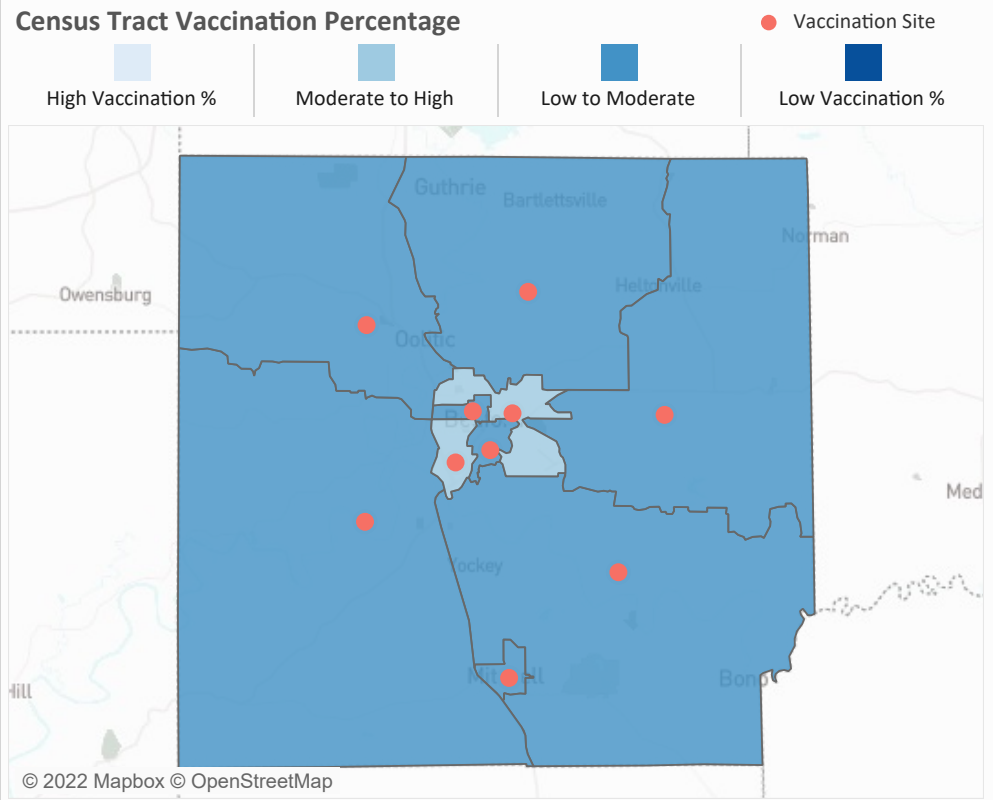 Census Tract Vaccination Percentage
Vaccination Site
High Vaccination %
Moderate to High
Low to Moderate
Low Vaccination %
Guthrie
Bartlettsville
Norman
Owensburg
Heltonville
Oolitic
Med
Yockey
Bono
© 2022 Mapbox © OpenStreetMap